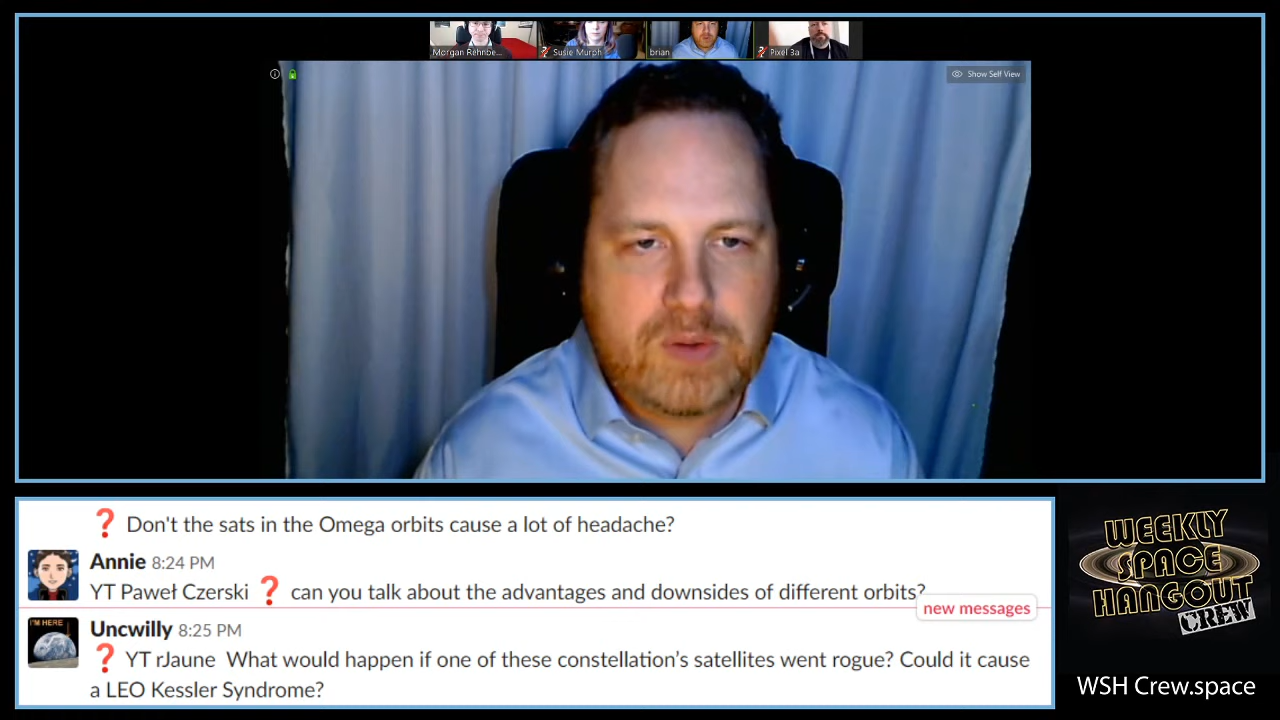 Morgan Rehnbe...
Susie Murph
brian
Pixel 3a
Show Self View
❓ Don't the sats in the Omega orbits cause a lot of headache?
Annie 8:24 PM
YT Paweł Czerski ❓ can you talk about the advantages and downsides of different orbits?
new messages
I'M HERE
Uncwilly 8:25 PM
❓ YT rJaune What would happen if one of these constellation's satellites went rogue? Could it cause
a LEO Kessler Syndrome?
WEEKLY
SPACE
HANGOUT
CREW
WSH Crew.space